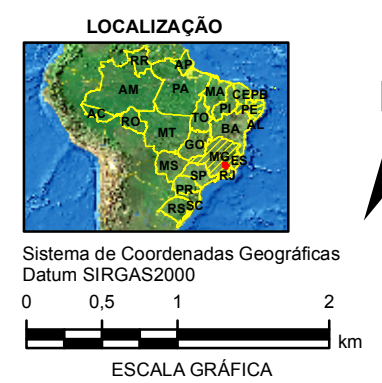 LOCALIZAÇÃO
RR
AP
AM
PA
MA
CE
PB
PI
PE
AC
RO
TO
AL
MT
BA
GO
MG
ES
MS
SP
RJ
PR
SC
RS
Sistema de Coordenadas Geográficas
Datum SIRGAS2000
0 0,5 1 2
km
ESCALA GRÁFICA